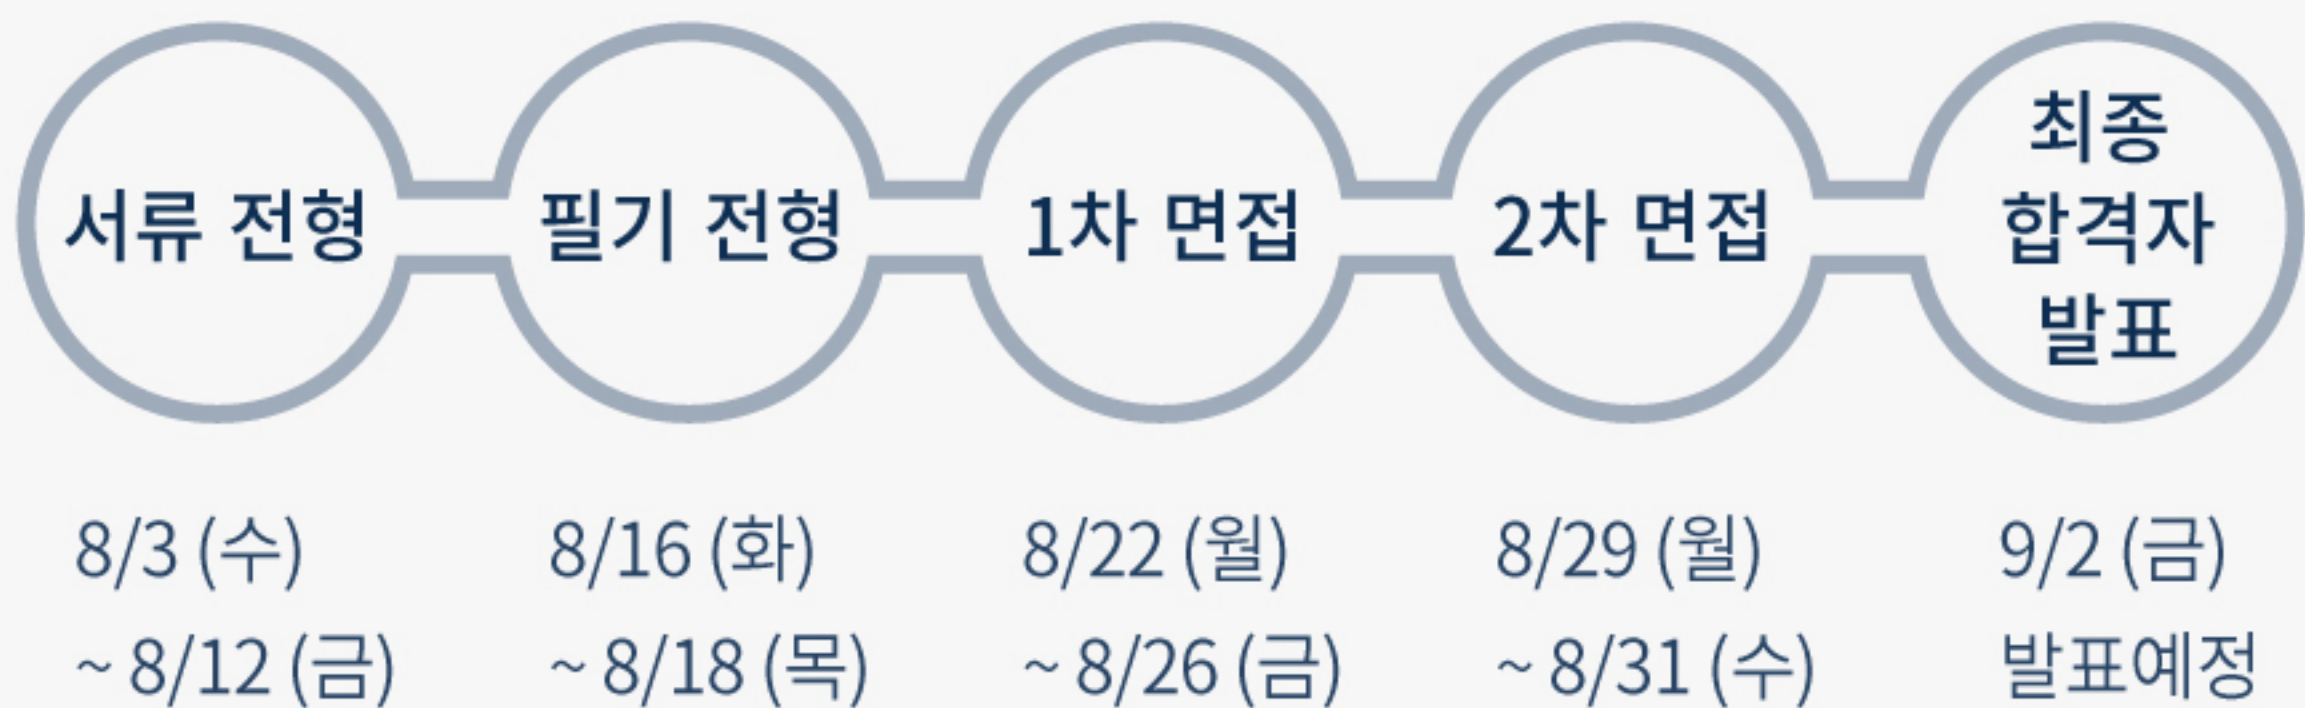 서류 전형
필기 전형
1차 면접
2차 면접
최종
합격자
발표
8/3 (수)
~ 8/12 (금)
8/16 (화)
~ 8/18 (목)
8/22 (월)
~ 8/26 (금)
8/29 (월)
~ 8/31 (수)
9/2 (금)
발표예정